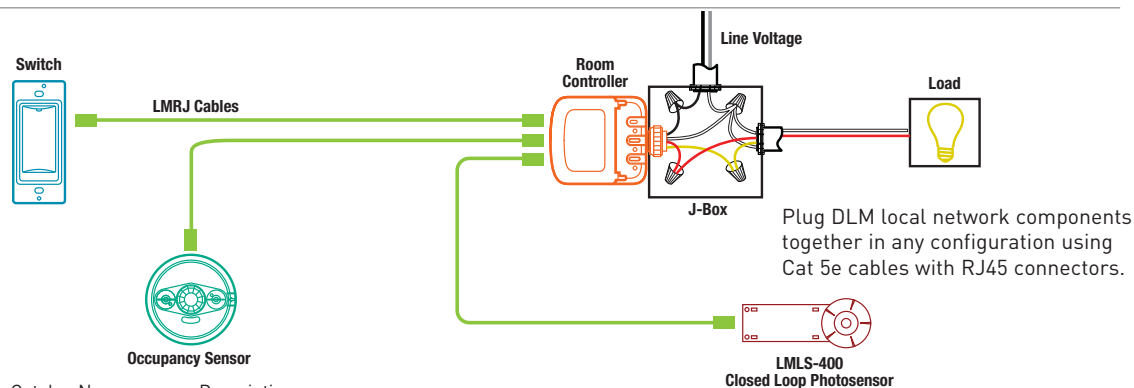 Line Voltage
Switch
Room
Controller
Load
LMRJ Cables
J-Box
Plug DLM local network components
together in any configuration using
Cat 5e cables with RJ45 connectors.
Occupancy Sensor
LMLS-400
Closed Loop Photosensor